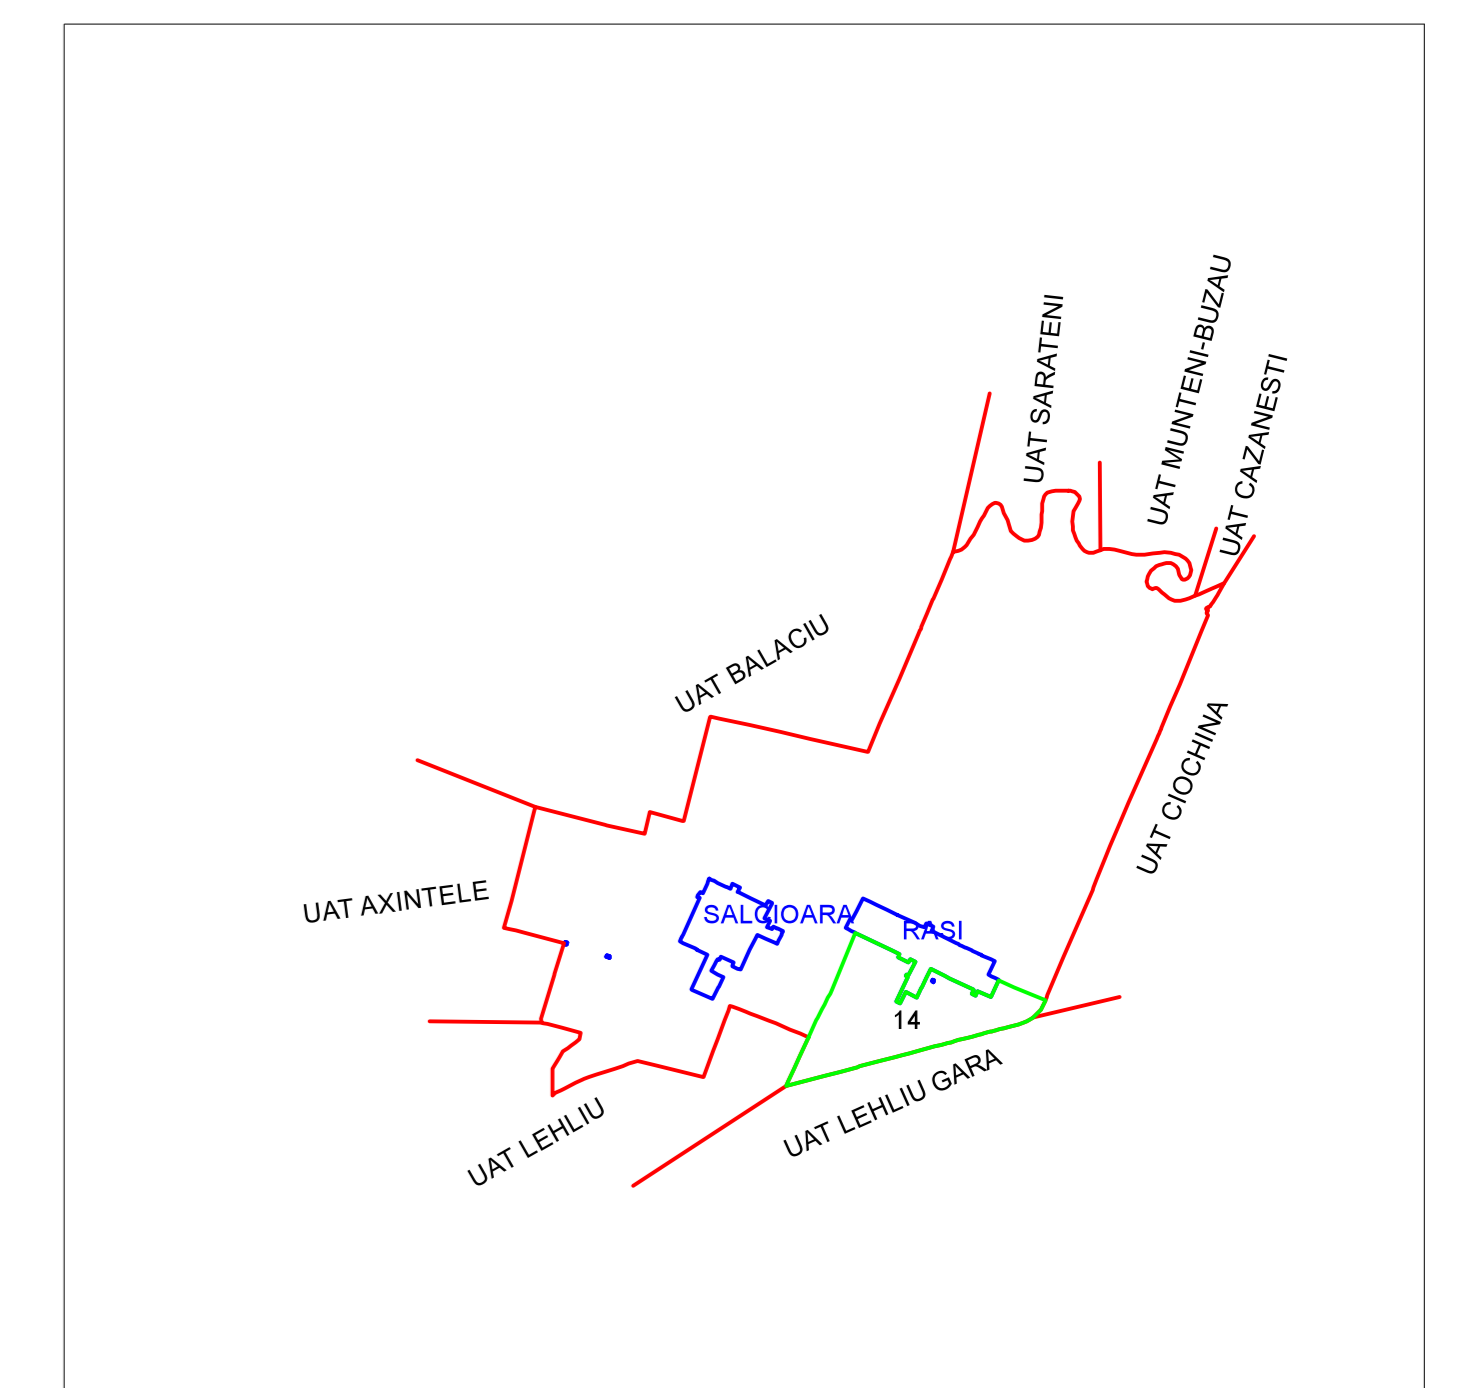 UAT SARATENI
UAT MUNTENI-BUZAU
UAT CAZANESTI
UAT BALACIU
UAT CIOCHINA
UAT AXINTELE
SALCIOARA
RASI
14
UAT LEHLIU GARA
UAT LEHLIU